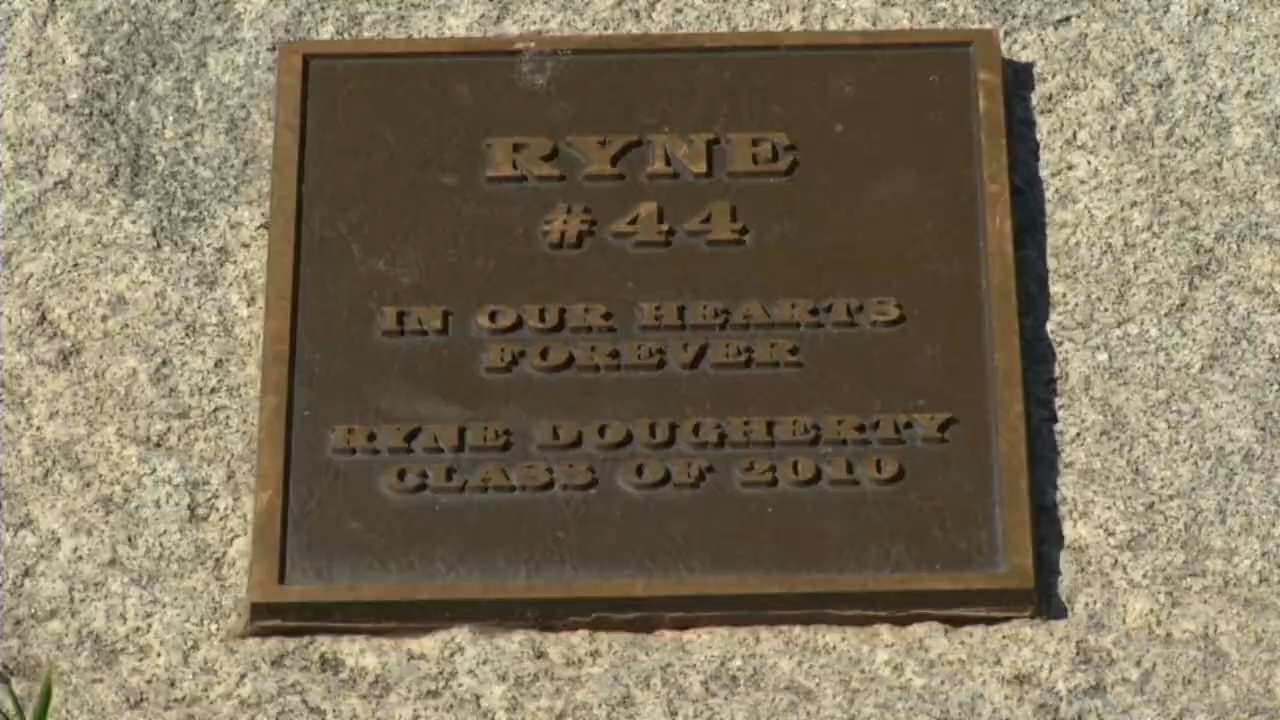 RYNE
#44
IN OUR HEARTS
FOREVER
RYNE DOUGHERTY
CLASS OF 2010